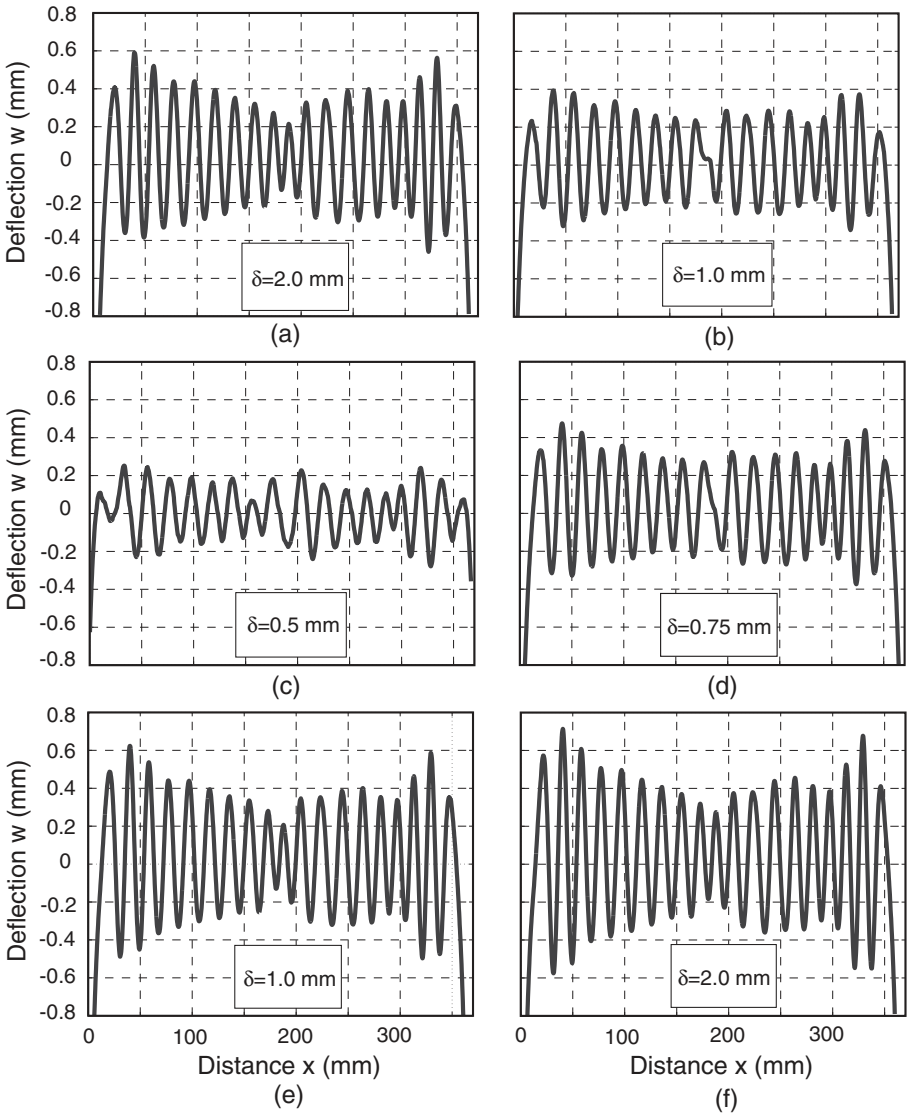 0.8
0.6
0.4
0.2
0
-0.2
-0.4
-0.6
-0.8
Deflection w (mm)
δ=2.0 mm
(a)
δ=1.0 mm
(b)
0.8
0.6
0.4
0.2
0
-0.2
-0.4
-0.6
-0.8
Deflection w (mm)
δ=0.5 mm
(c)
δ=0.75 mm
(d)
0.8
0.6
0.4
0.2
0
-0.2
-0.4
-0.6
-0.8
Deflection w (mm)
δ=1.0 mm
0 100 200 300
Distance x (mm)
(e)
δ=2.0 mm
0 100 200 300
Distance x (mm)
(f)